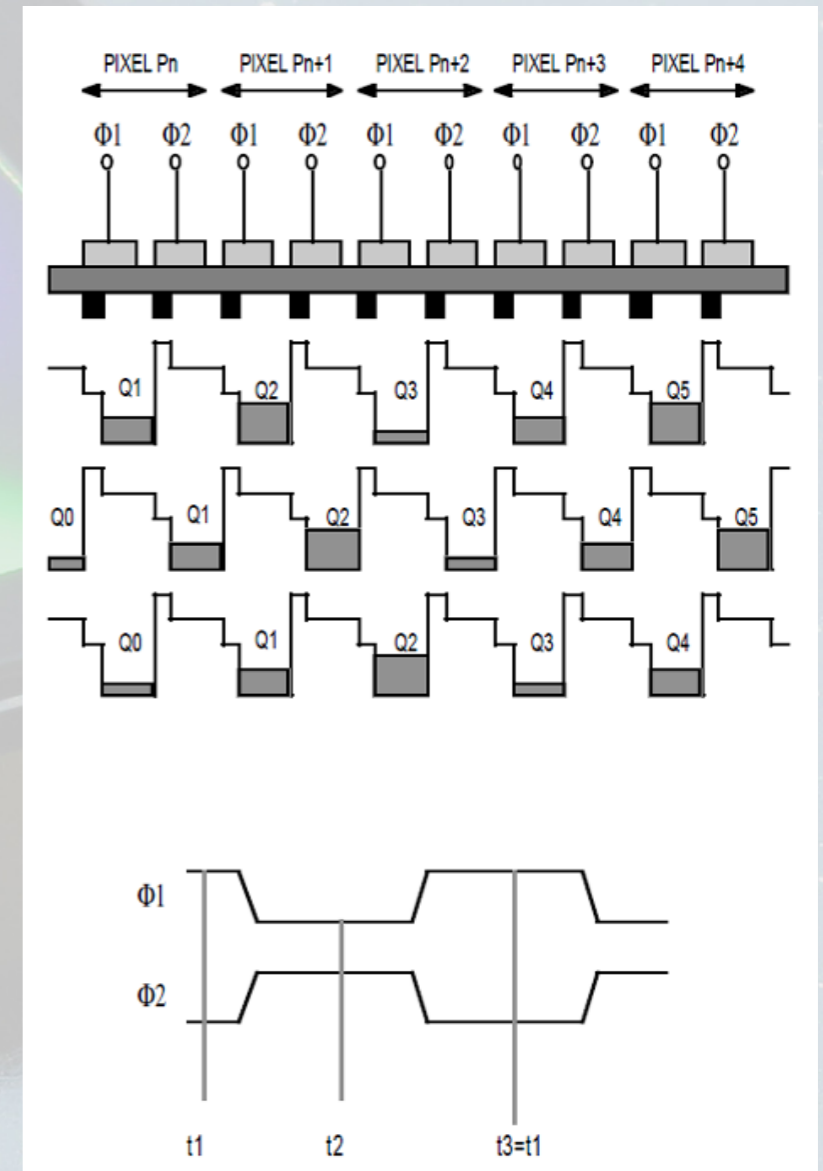 PIXEL Pn PIXEL Pn+1 PIXEL Pn+2 PIXEL Pn+3 PIXEL Pn+4
Φ1 Φ2 Φ1 Φ2 Φ1 Φ2 Φ1 Φ2 Φ1 Φ2
Q1 Q2 Q3 Q4 Q5
Q0 Q1 Q2 Q3 Q4 Q5
Q0 Q1 Q2 Q3 Q4
Φ1
Φ2
t1 t2 t3=t1